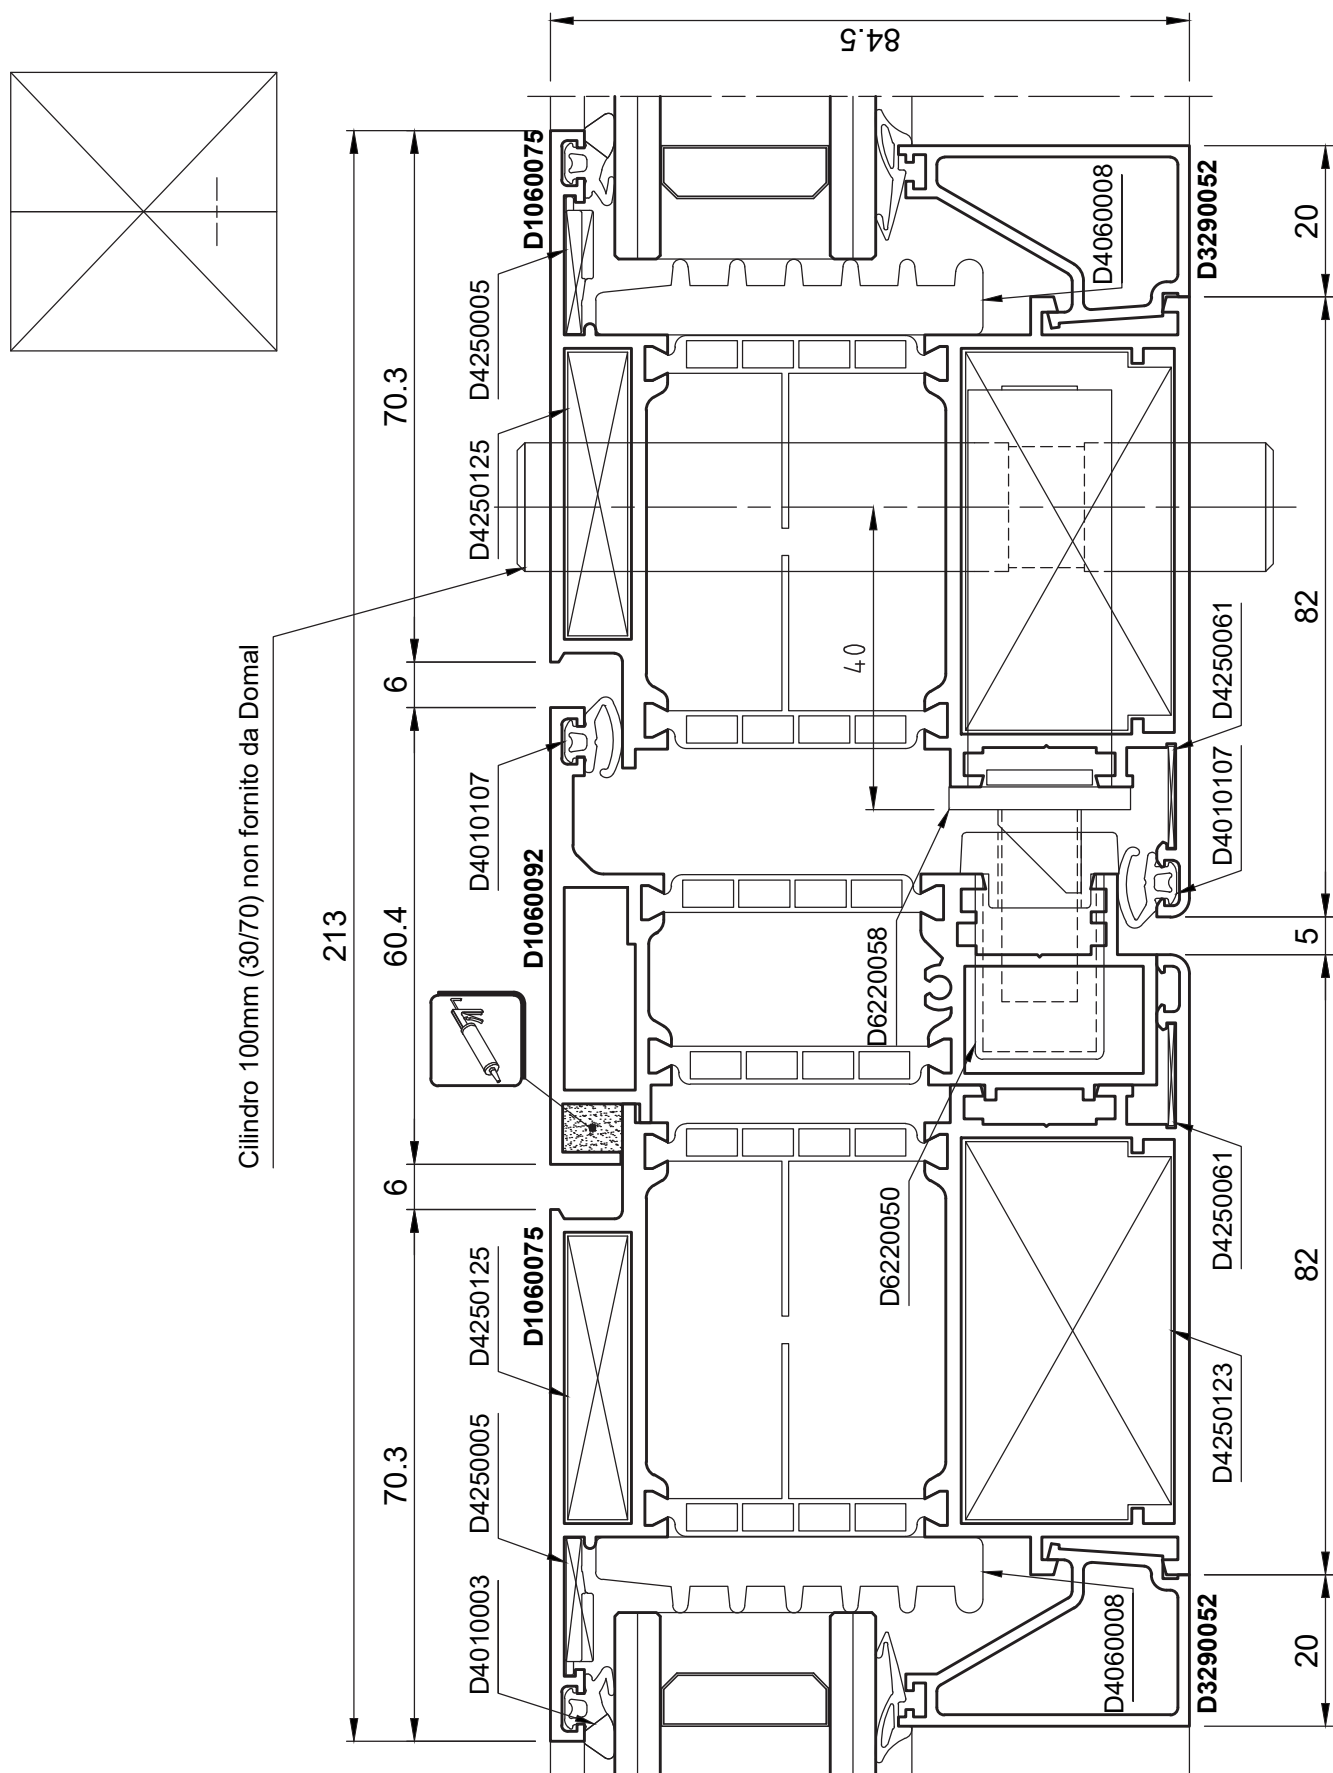 Cilindro 100mm (30/70) non fornito da Domal
213
70.3
6
60.4
6
70.3
D4010003
D4250005
D4250125
D4010107
D4250125
D4250005
D1060075
D1060092
D1060075
84.5
40
D6220050
D6220058
D4060008
D4060008
D3290052
D4250123
D4250061
D4010107
D4250061
D3290052
20
82
5
82
20